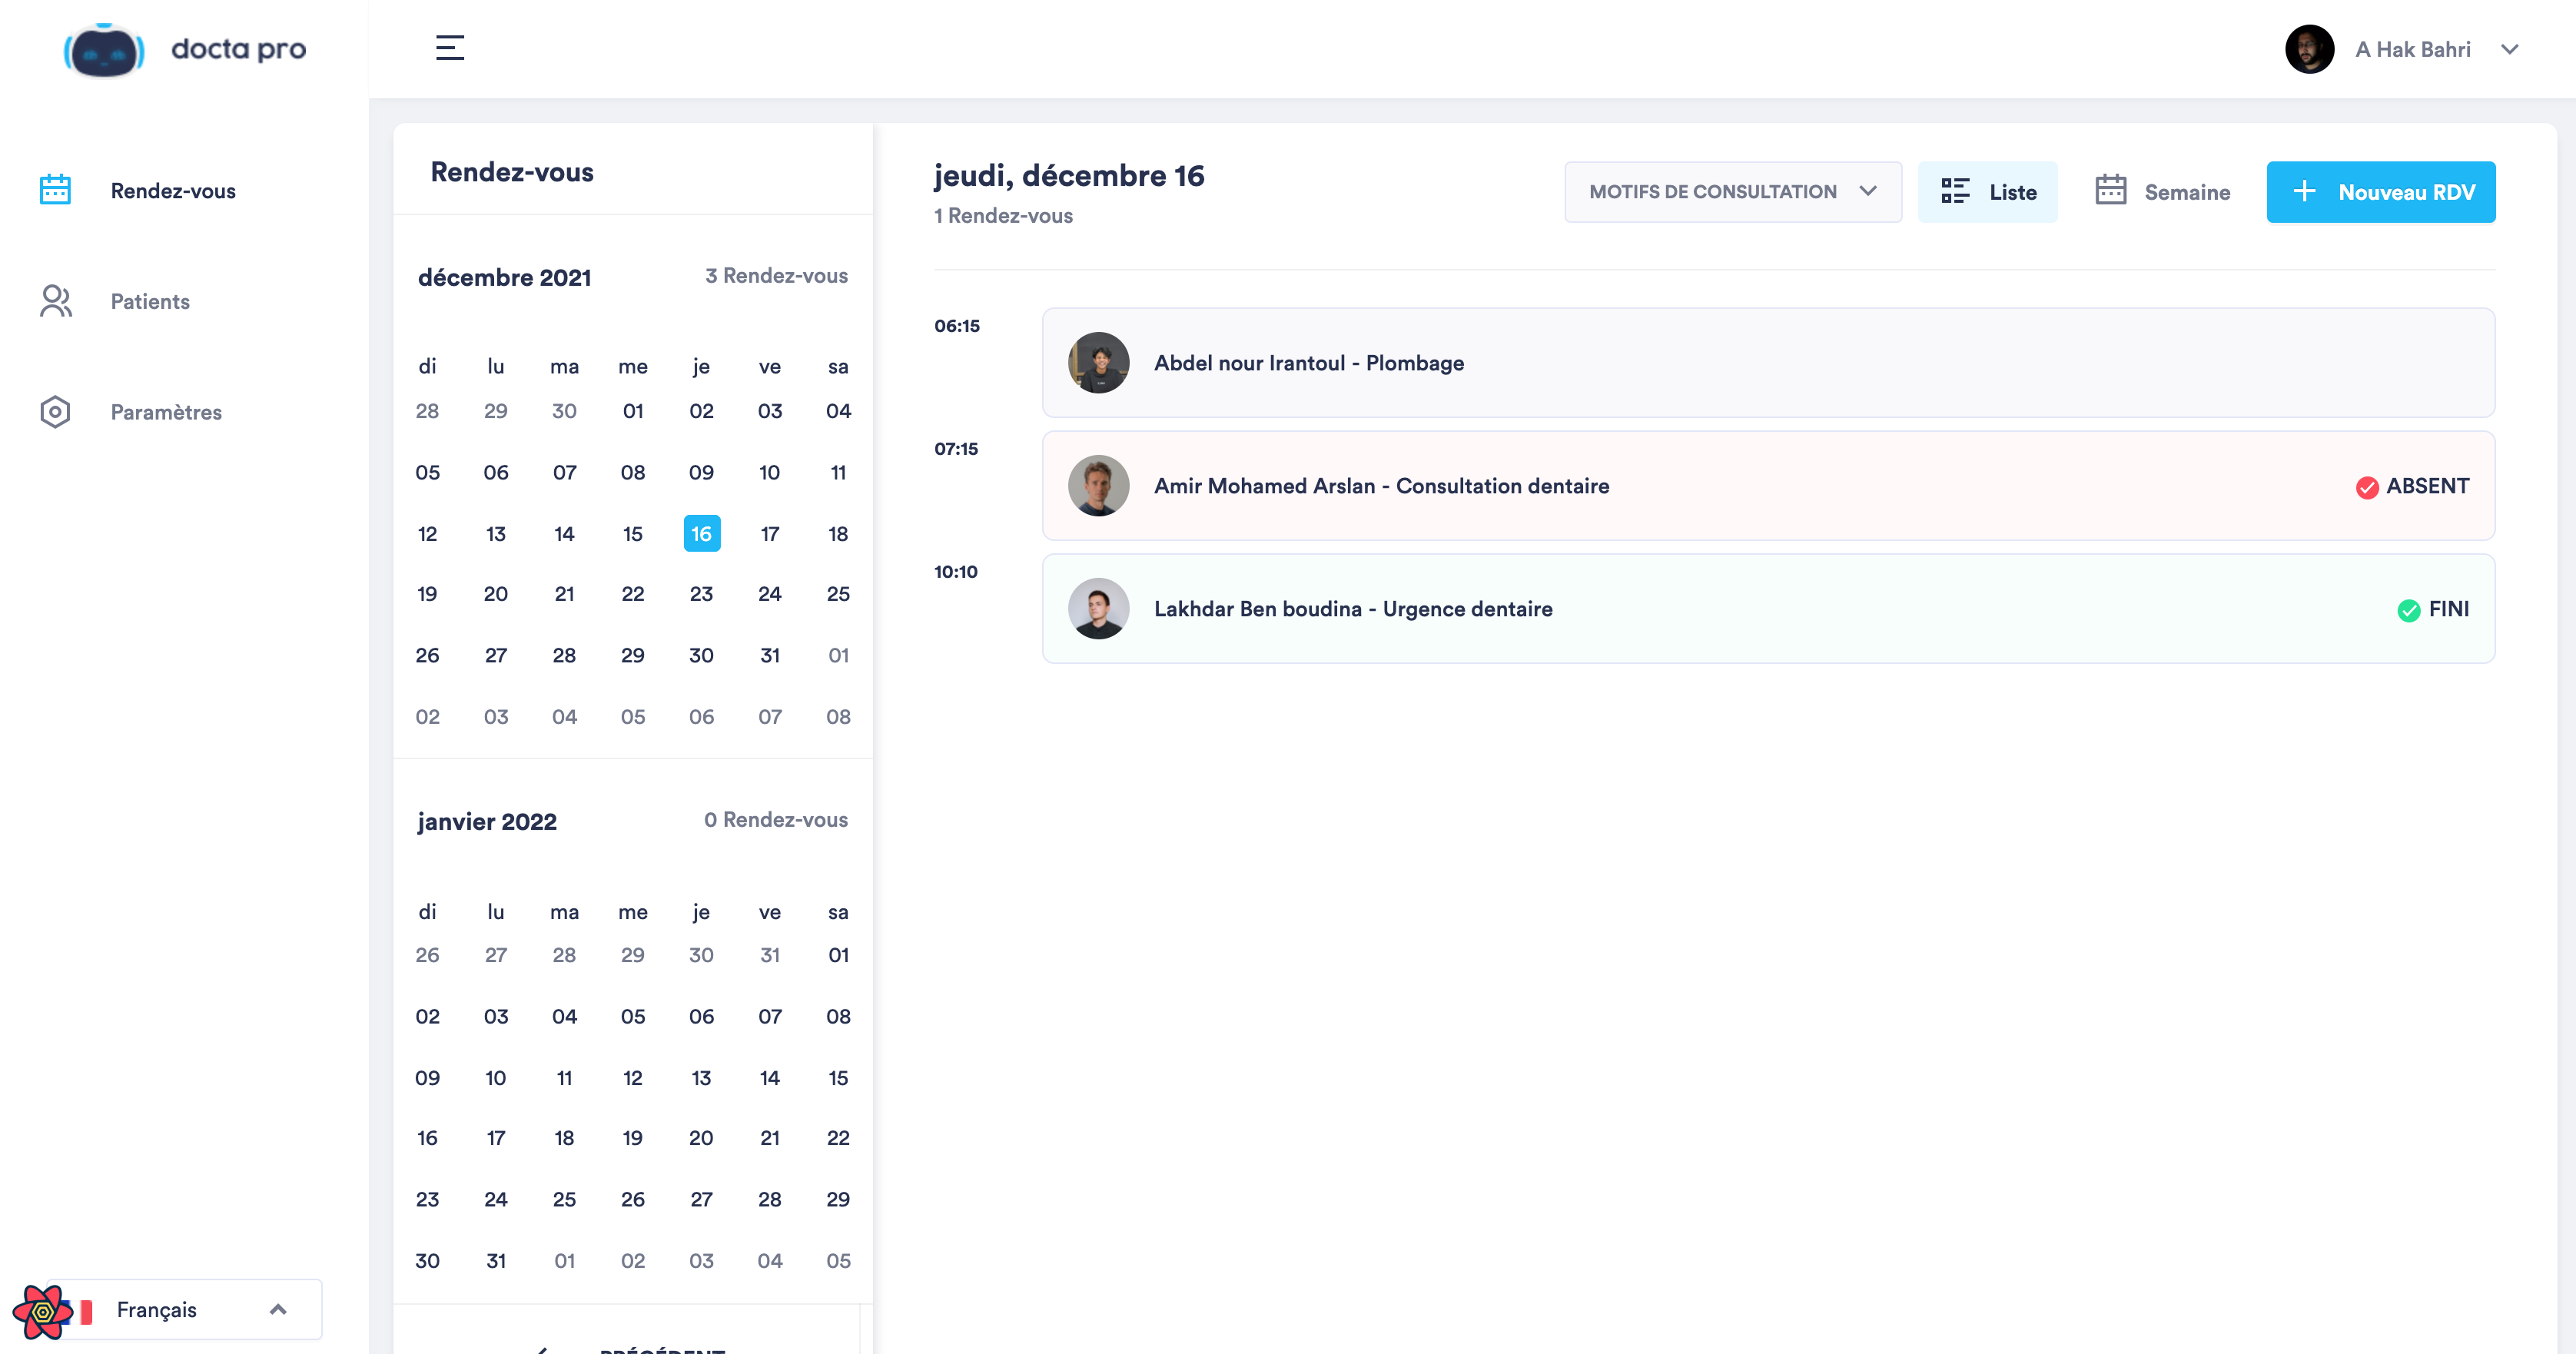 docta pro
A Hak Bahri
Rendez-vous
Patients
Paramètres
Français
Rendez-vous
décembre 2021 3 Rendez-vous
di lu ma me je ve sa
28 29 30 01 02 03 04
05 06 07 08 09 10 11
12 13 14 15 16 17 18
19 20 21 22 23 24 25
26 27 28 29 30 31 01
02 03 04 05 06 07 08
janvier 2022 0 Rendez-vous
di lu ma me je ve sa
26 27 28 29 30 31 01
02 03 04 05 06 07 08
09 10 11 12 13 14 15
16 17 18 19 20 21 22
23 24 25 26 27 28 29
30 31 01 02 03 04 05
PRÉCÉDENT
jeudi, décembre 16
1 Rendez-vous
MOTIFS DE CONSULTATION Liste Semaine Nouveau RDV
06:15 Abdel nour Irantoul - Plombage
07:15 Amir Mohamed Arslan - Consultation dentaire ABSENT
10:10 Lakhdar Ben boudina - Urgence dentaire FINI